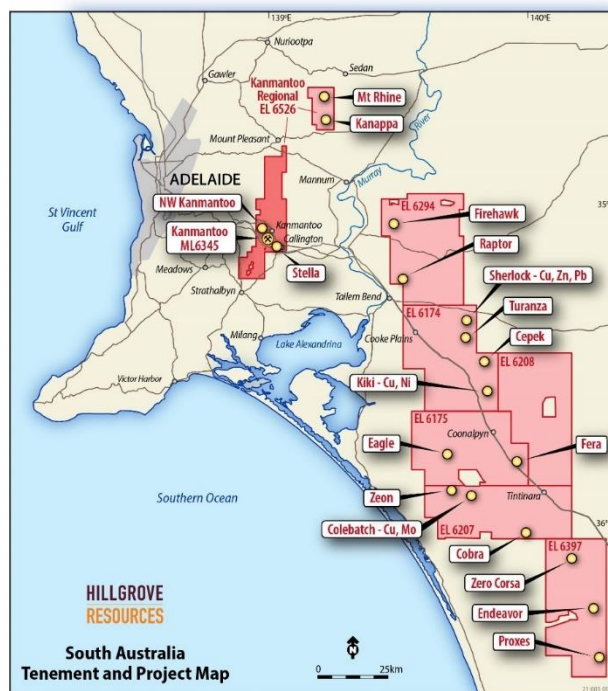 139°E
140°E
Nuriootpa
Sedan
Gawler
Kanmantoo
Regional
EL 6526
Mt Rhine
Kanappa
Mount Pleasant
River
Murray
ADELAIDE
Mannum
NW Kanmantoo
St Vincent
Gulf
Kanmantoo
Kanmantoo
ML6345
Callington
Stella
Meadows
Strathalbyn
EL 6294
35°
Firehawk
Raptor
Sherlock - Cu, Zn, Pb
Tailem Bend
EL 6174
Turanza
Milang
Lake Alexandrina
Cooke Plains
Cepek
EL 6208
Victor Harbor
Kiki - Cu, Ni
EL 6175
Coonalpyn
Eagle
Fera
Zeon
Tintinara
Southern Ocean
Colebatch - Cu, Mo
EL 6207
36°
Cobra
EL 6397
Zero Corsa
Endeavor
Proxes
HILLGROVE
RESOURCES
South Australia
Tenement and Project Map
N
0
25km